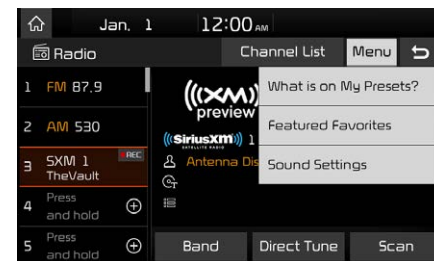 Jan. 1 12:00 AM
Radio Channel List Menu
1 FM 87.9
2 AM 530
3 SXM 1 REC
TheVault
4 Press
and hold
5 Press
and hold
((XM))
preview
((SiriusXM)) 1
SATELLITE RADIO
Antenna Dis
What is on My Presets?
Featured Favorites
Sound Settings
Band Direct Tune Scan